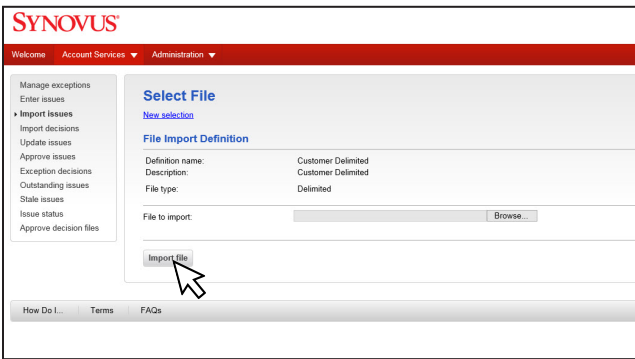 SYNOVUS®
Welcome Account Services Administration
Manage exceptions
Enter issues
Import issues
Import decisions
Update issues
Approve issues
Exception decisions
Outstanding issues
Stale issues
Issue status
Approve decision files
Select File
New selection
File Import Definition
Definition name: Customer Delimited
Description: Customer Delimited
File type: Delimited
File to import: Browse...
Import file
How Do I... Terms FAQs